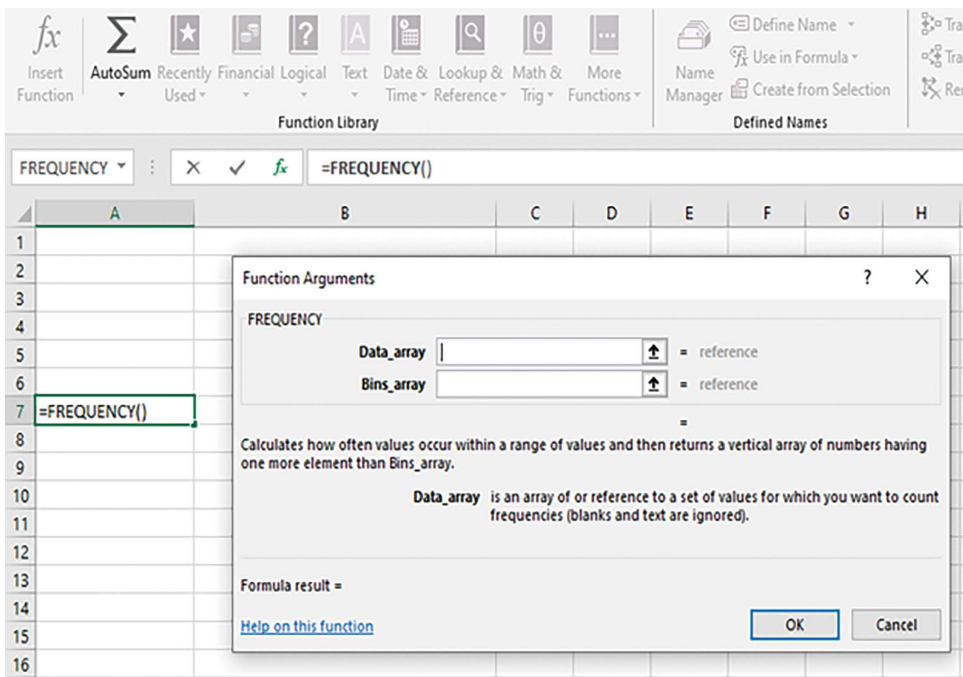 fx
Insert Function
Σ
AutoSum
Recently Used
Financial
Logical
?
Text
A
Date & Time
Lookup & Reference
Math & Trig
θ
More Functions
...
Function Library
Name Manager
Define Name
Use in Formula
Create from Selection
Defined Names
Tra
Tra
Re
FREQUENCY
fx
=FREQUENCY()
A B C D E F G H
1
2
3
4
5
6
7 =FREQUENCY()
8
9
10
11
12
13
14
15
16
Function Arguments ? X
FREQUENCY
Data_array = reference
Bins_array = reference
=
Calculates how often values occur within a range of values and then returns a vertical array of numbers having
one more element than Bins_array.
Data_array is an array of or reference to a set of values for which you want to count
frequencies (blanks and text are ignored).
Formula result =
Help on this function
OK Cancel